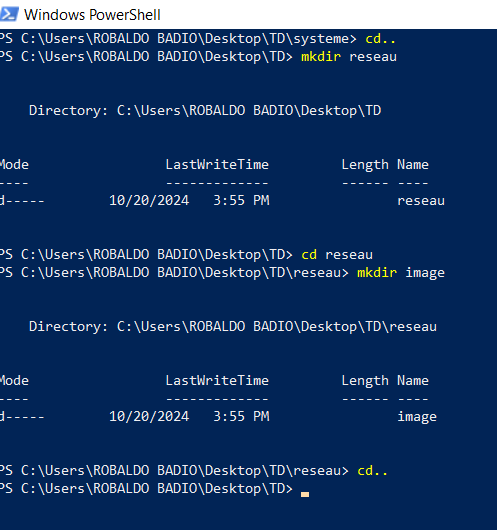 Windows PowerShell
PS C:\Users\ROBALDO BADIO\Desktop\TD\systeme> cd..
PS C:\Users\ROBALDO BADIO\Desktop\TD> mkdir reseau
Directory: C:\Users\ROBALDO BADIO\Desktop\TD
Mode LastWriteTime Length Name
---- ------------- ------ ----
d----- 10/20/2024 3:55 PM reseau
PS C:\Users\ROBALDO BADIO\Desktop\TD> cd reseau
PS C:\Users\ROBALDO BADIO\Desktop\TD\reseau> mkdir image
Directory: C:\Users\ROBALDO BADIO\Desktop\TD\reseau
Mode LastWriteTime Length Name
---- ------------- ------ ----
d----- 10/20/2024 3:55 PM image
PS C:\Users\ROBALDO BADIO\Desktop\TD\reseau> cd..
PS C:\Users\ROBALDO BADIO\Desktop\TD>